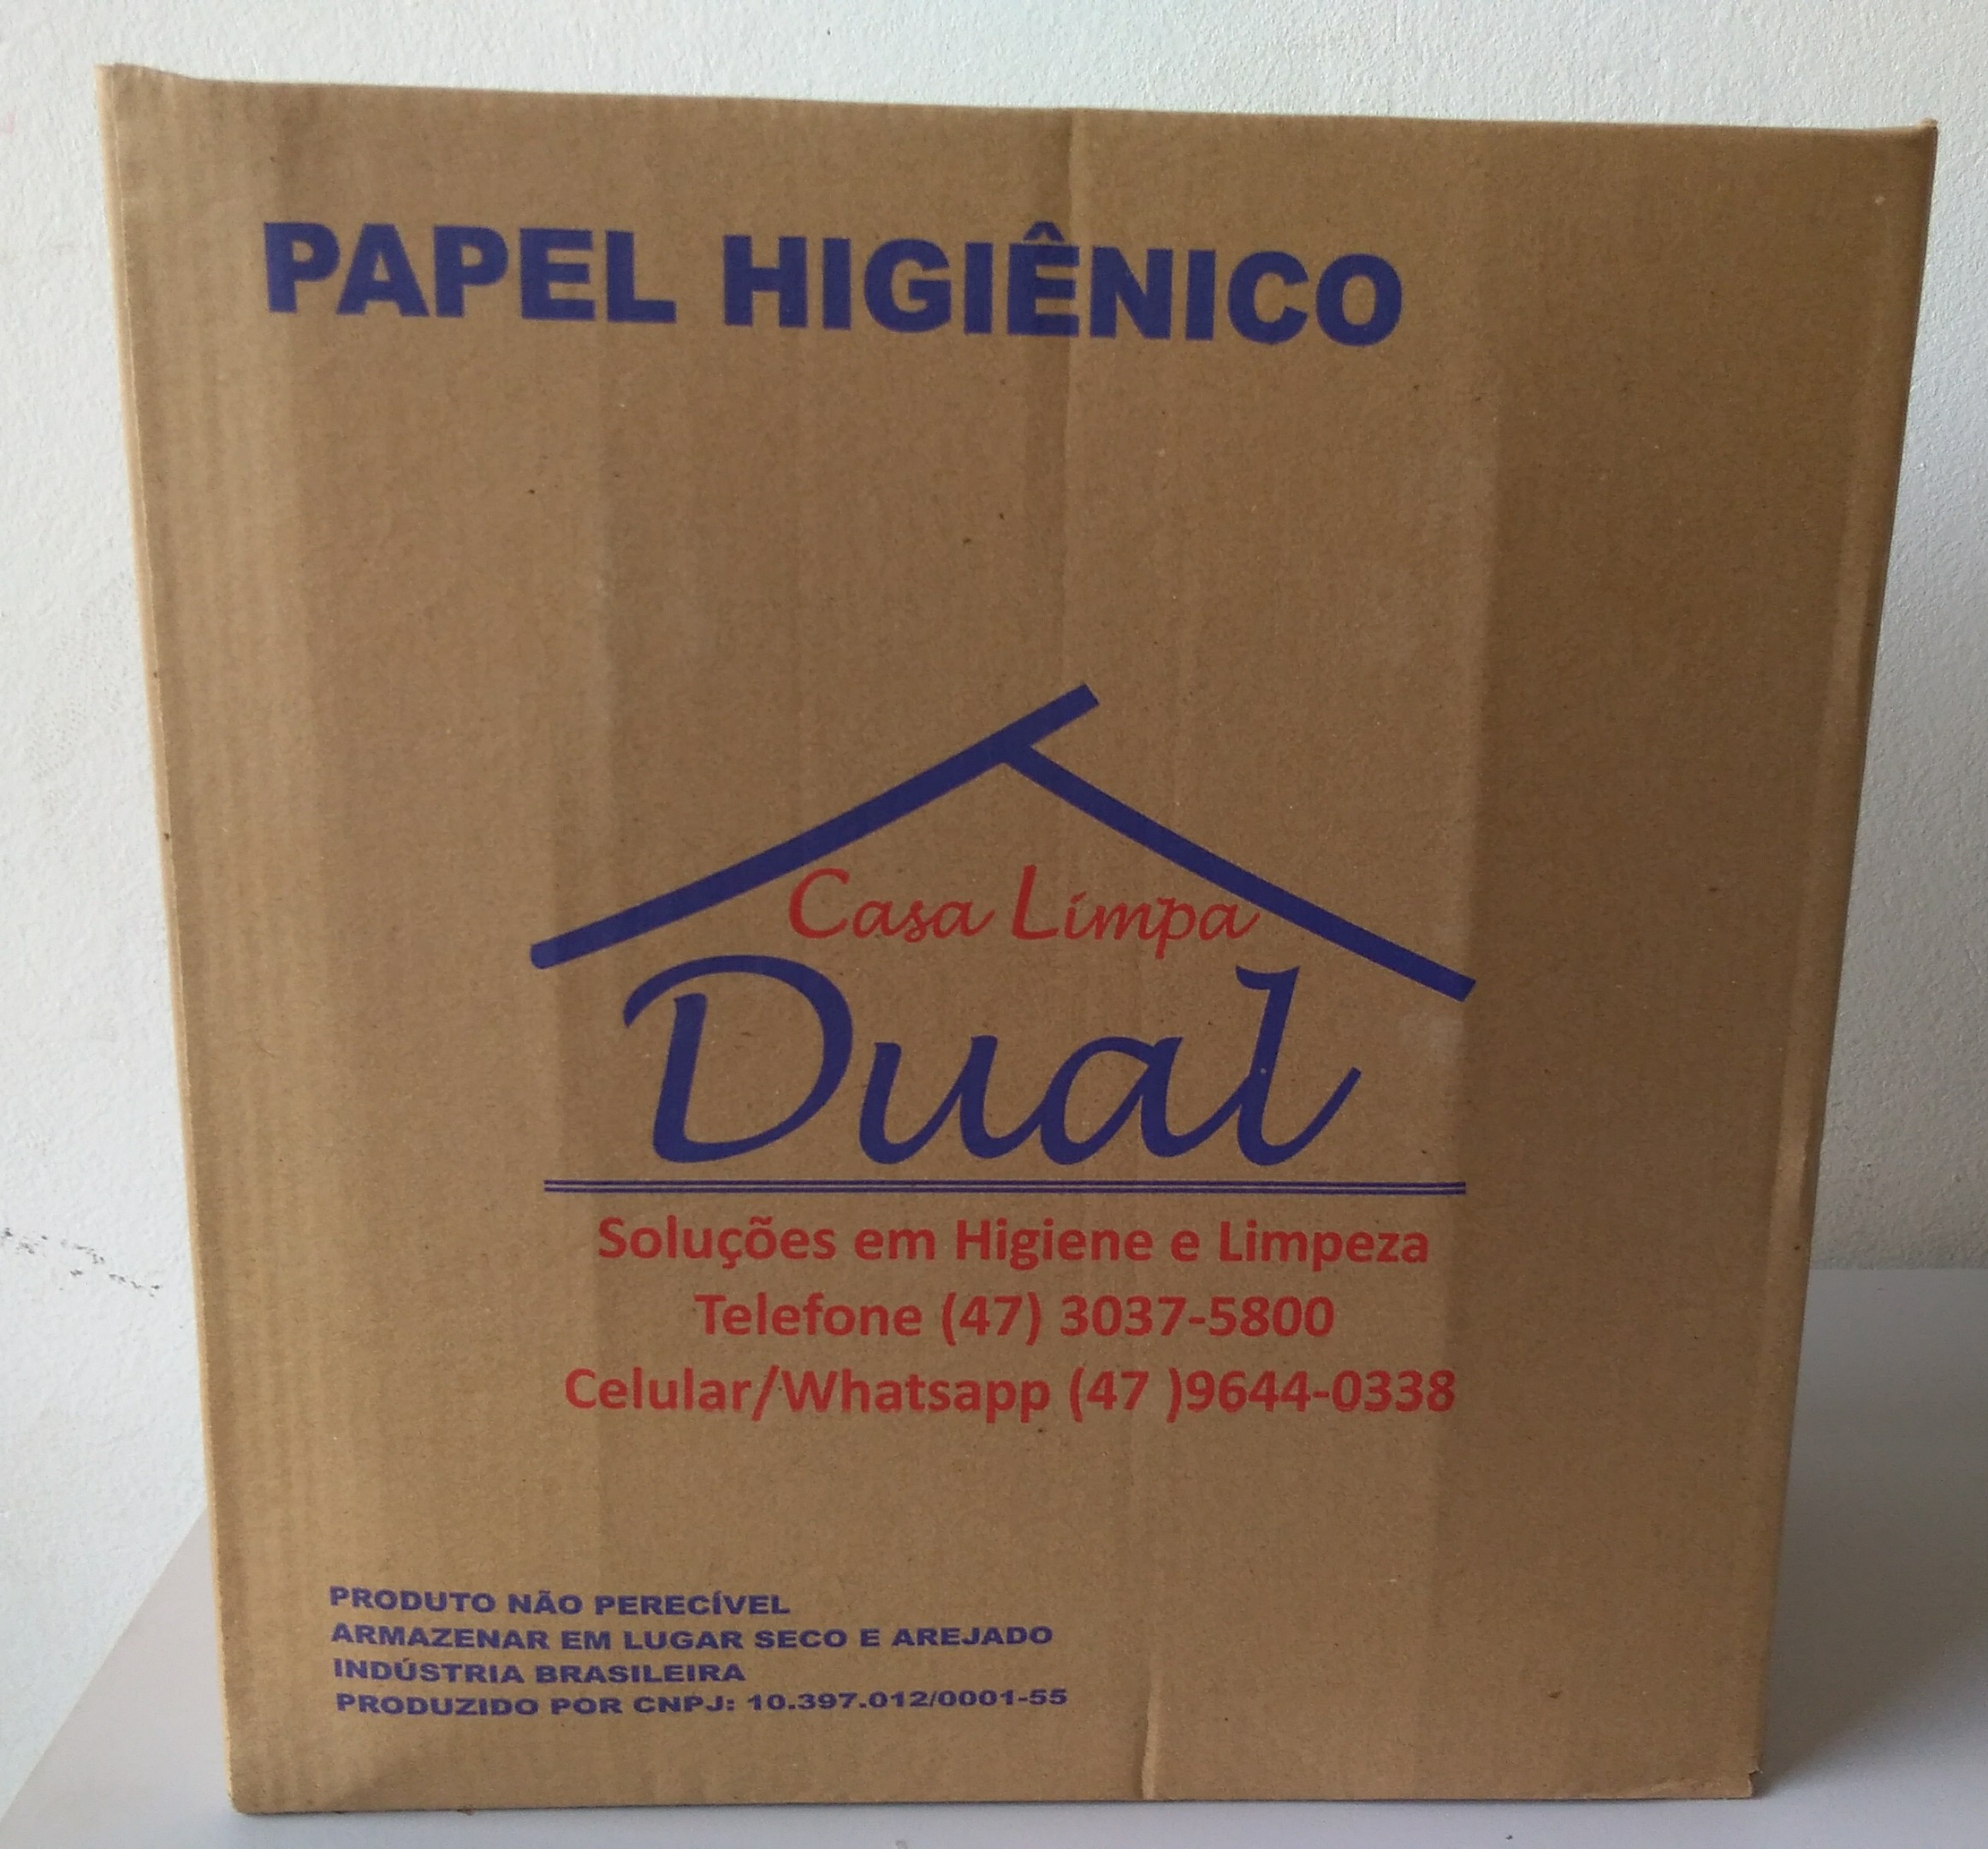 PAPEL HIGIÊNICO
Casa Limpa
Dual
Soluções em Higiene e Limpeza
Telefone (47) 3037-5800
Celular/Whatsapp (47 )9644-0338
PRODUTO NÃO PERECÍVEL
ARMAZENAR EM LUGAR SECO E AREJADO
INDÚSTRIA BRASILEIRA
PRODUZIDO POR CNPJ: 10.397.012/0001-55